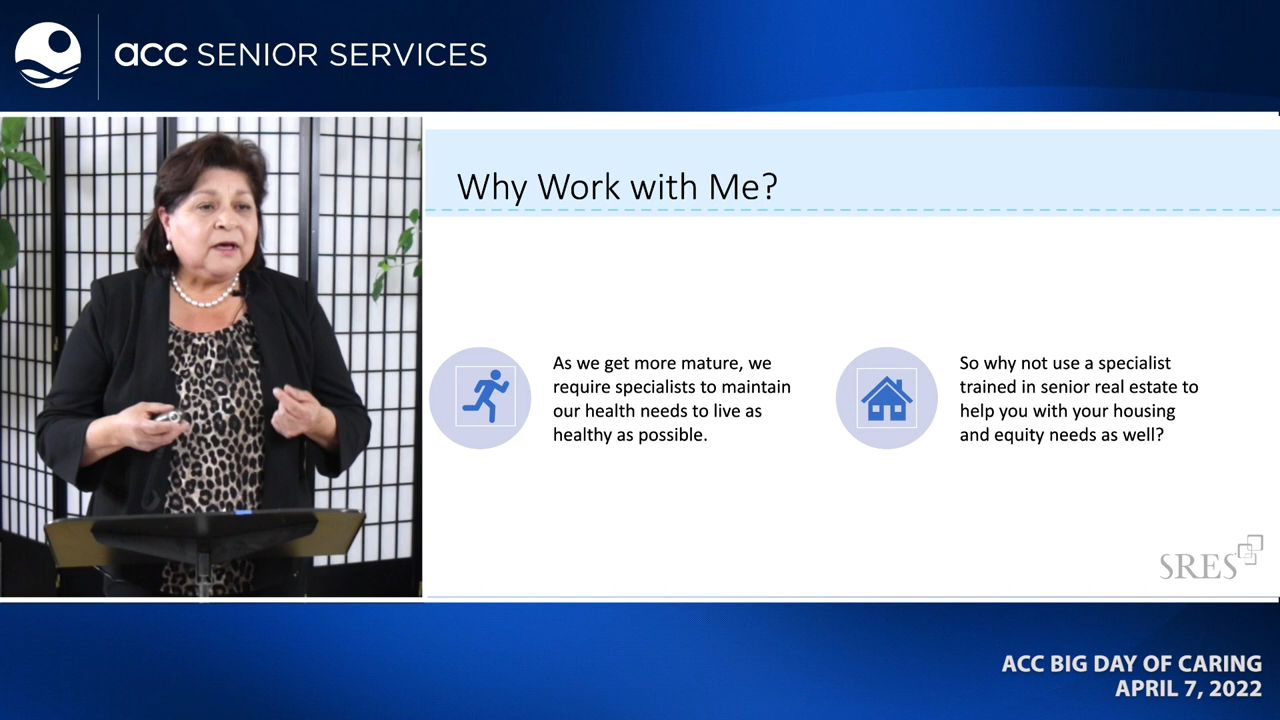 acc SENIOR SERVICES
Why Work with Me?
As we get more mature, we
require specialists to maintain
our health needs to live as
healthy as possible.
So why not use a specialist
trained in senior real estate to
help you with your housing
and equity needs as well?
SRES
ACC BIG DAY OF CARING
APRIL 7, 2022